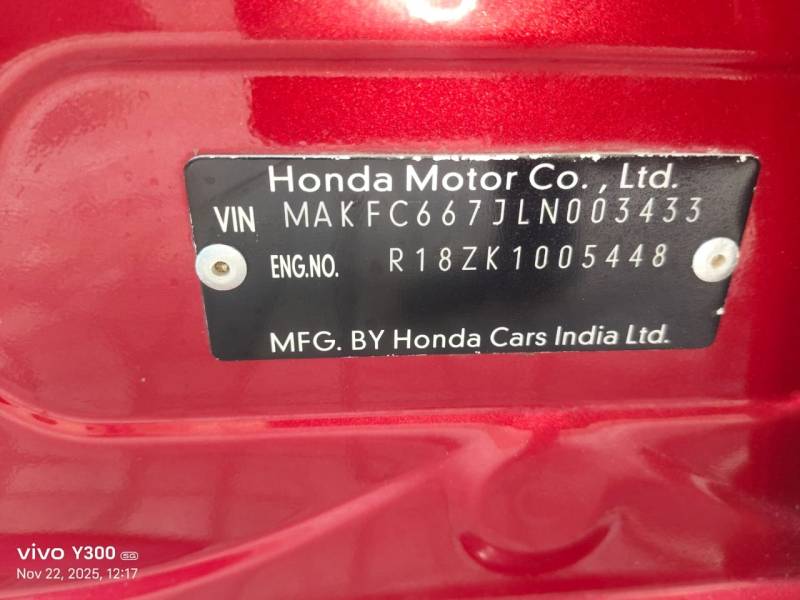 Honda Motor Co., Ltd.
VIN MAKFC667JLN003433
ENG.NO. R18ZK1005448
MFG. BY Honda Cars India Ltd.
vivo Y300 5G
Nov 22, 2025, 12:17